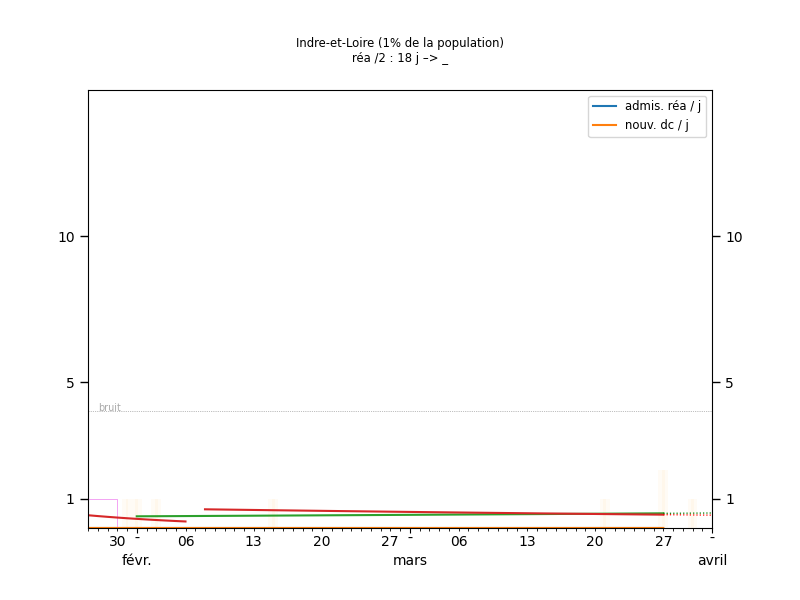 Indre-et-Loire (1% de la population)
réa /2 : 18 j –> _
admis. réa / j
nouv. dc / j
10 10
5 5
bruit
1 1
30 - 06 13 20 27 - 06 13 20 27 -
févr. mars avril